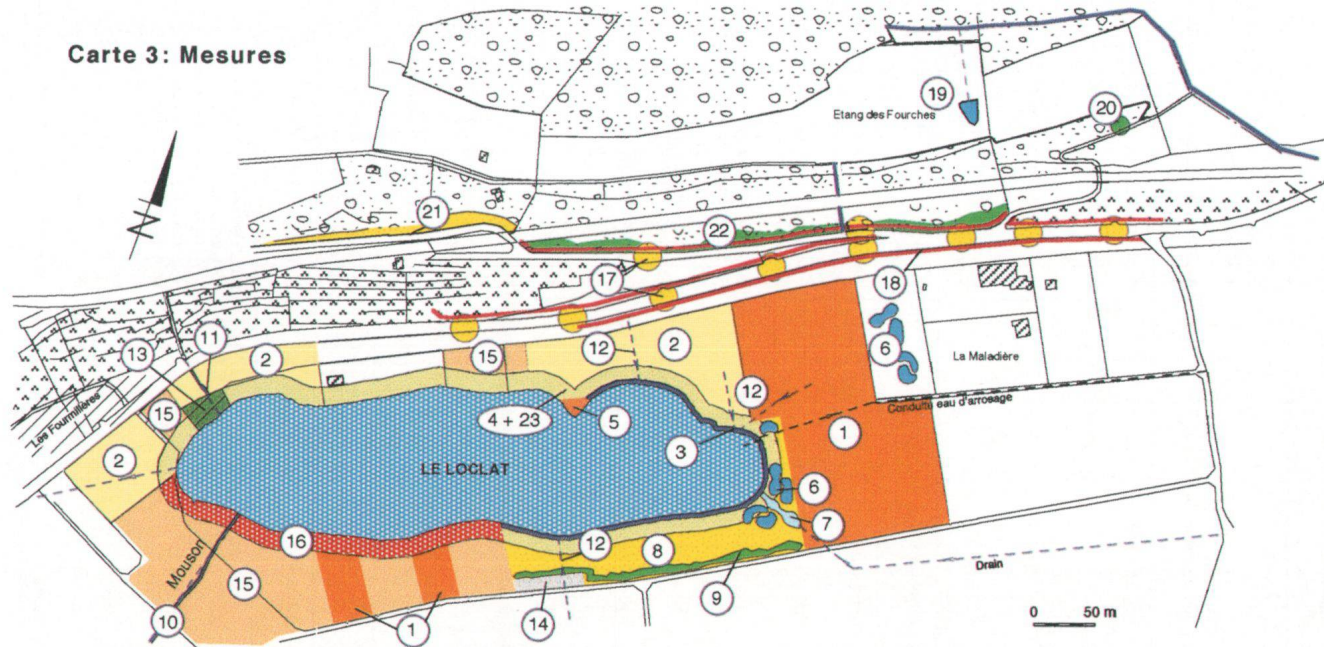 Carte 3: Mesures
19
Etang des Fourches
20
N
21
22
17
18
13
11
2
12
2
6
La Maladière
15
Les Fourmilières
15
4 + 23
5
12
Conduite eau d'arrosage
3
1
2
LE LOCLAT
6
7
16
12
8
Mouson
15
Drain
9
10
1
14
0 50 m